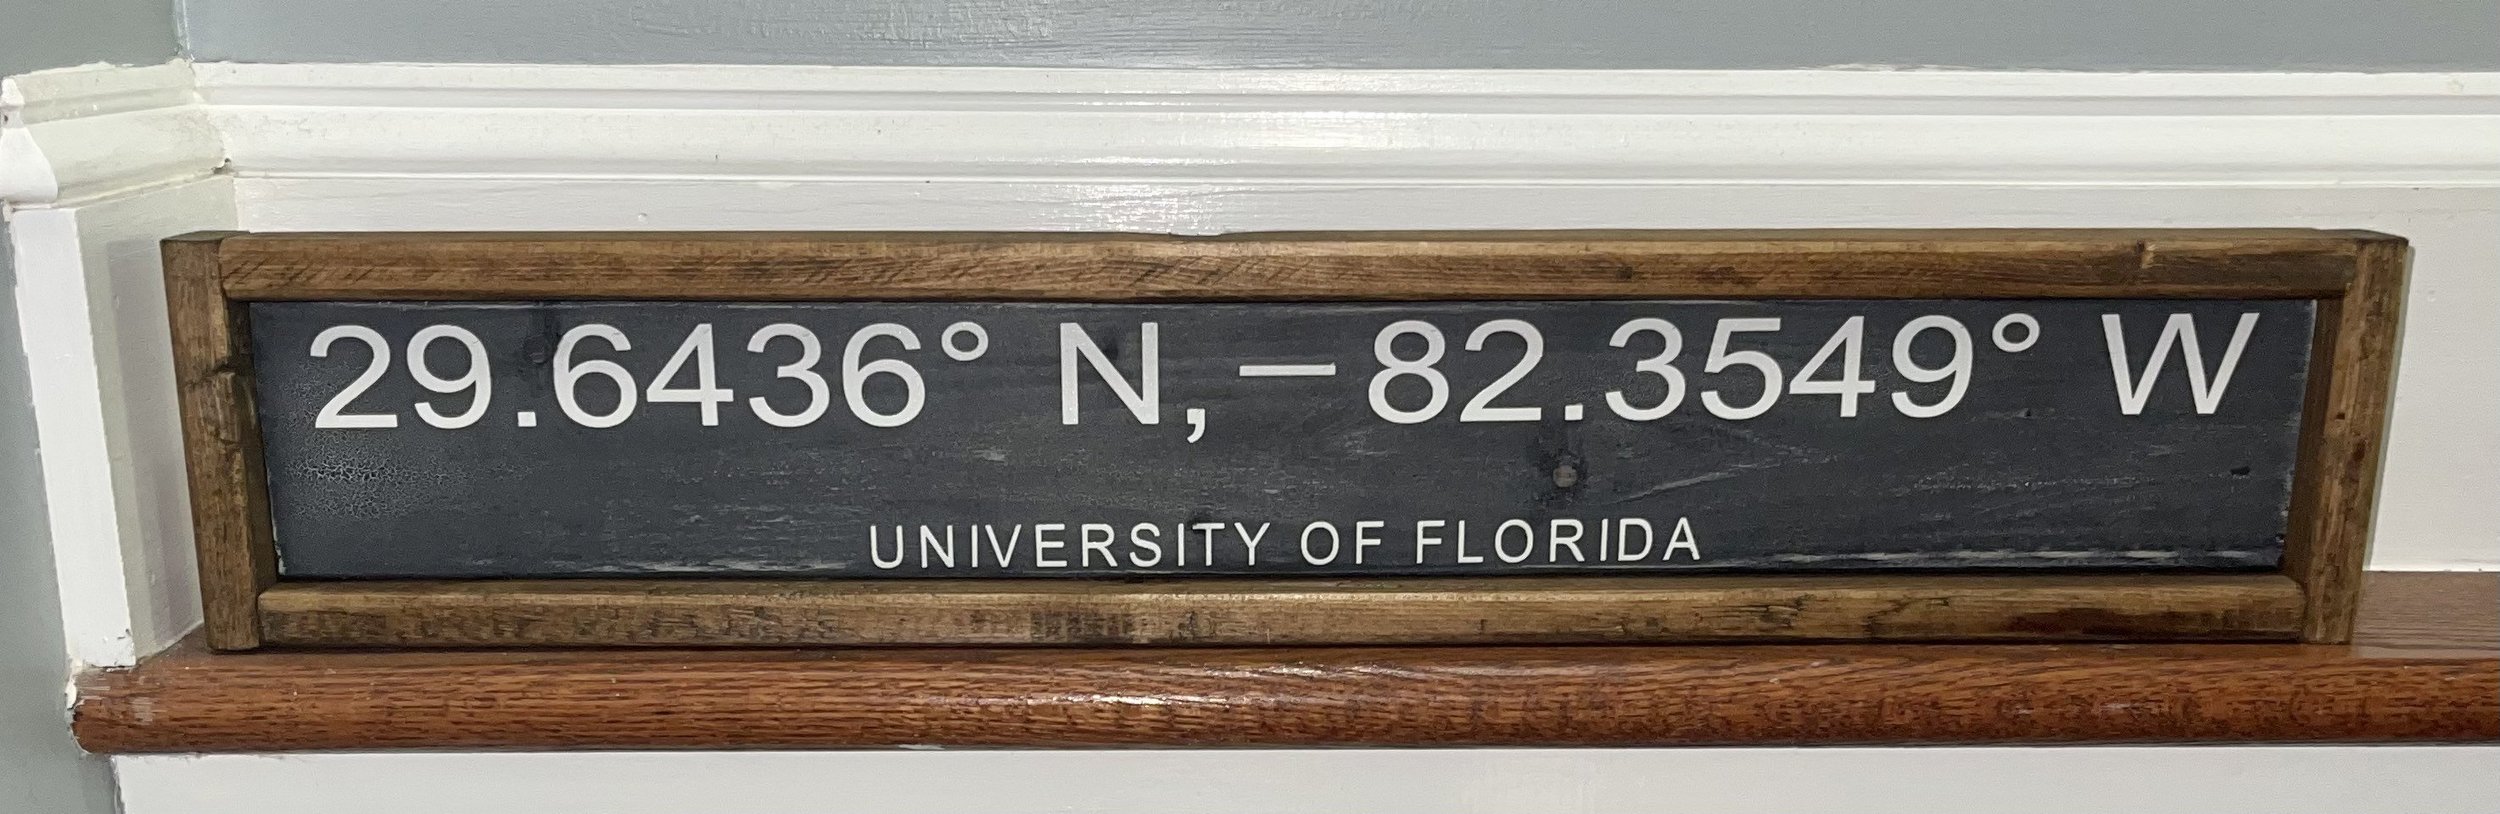 29.6436° N, −82.3549° W
UNIVERSITY OF FLORIDA